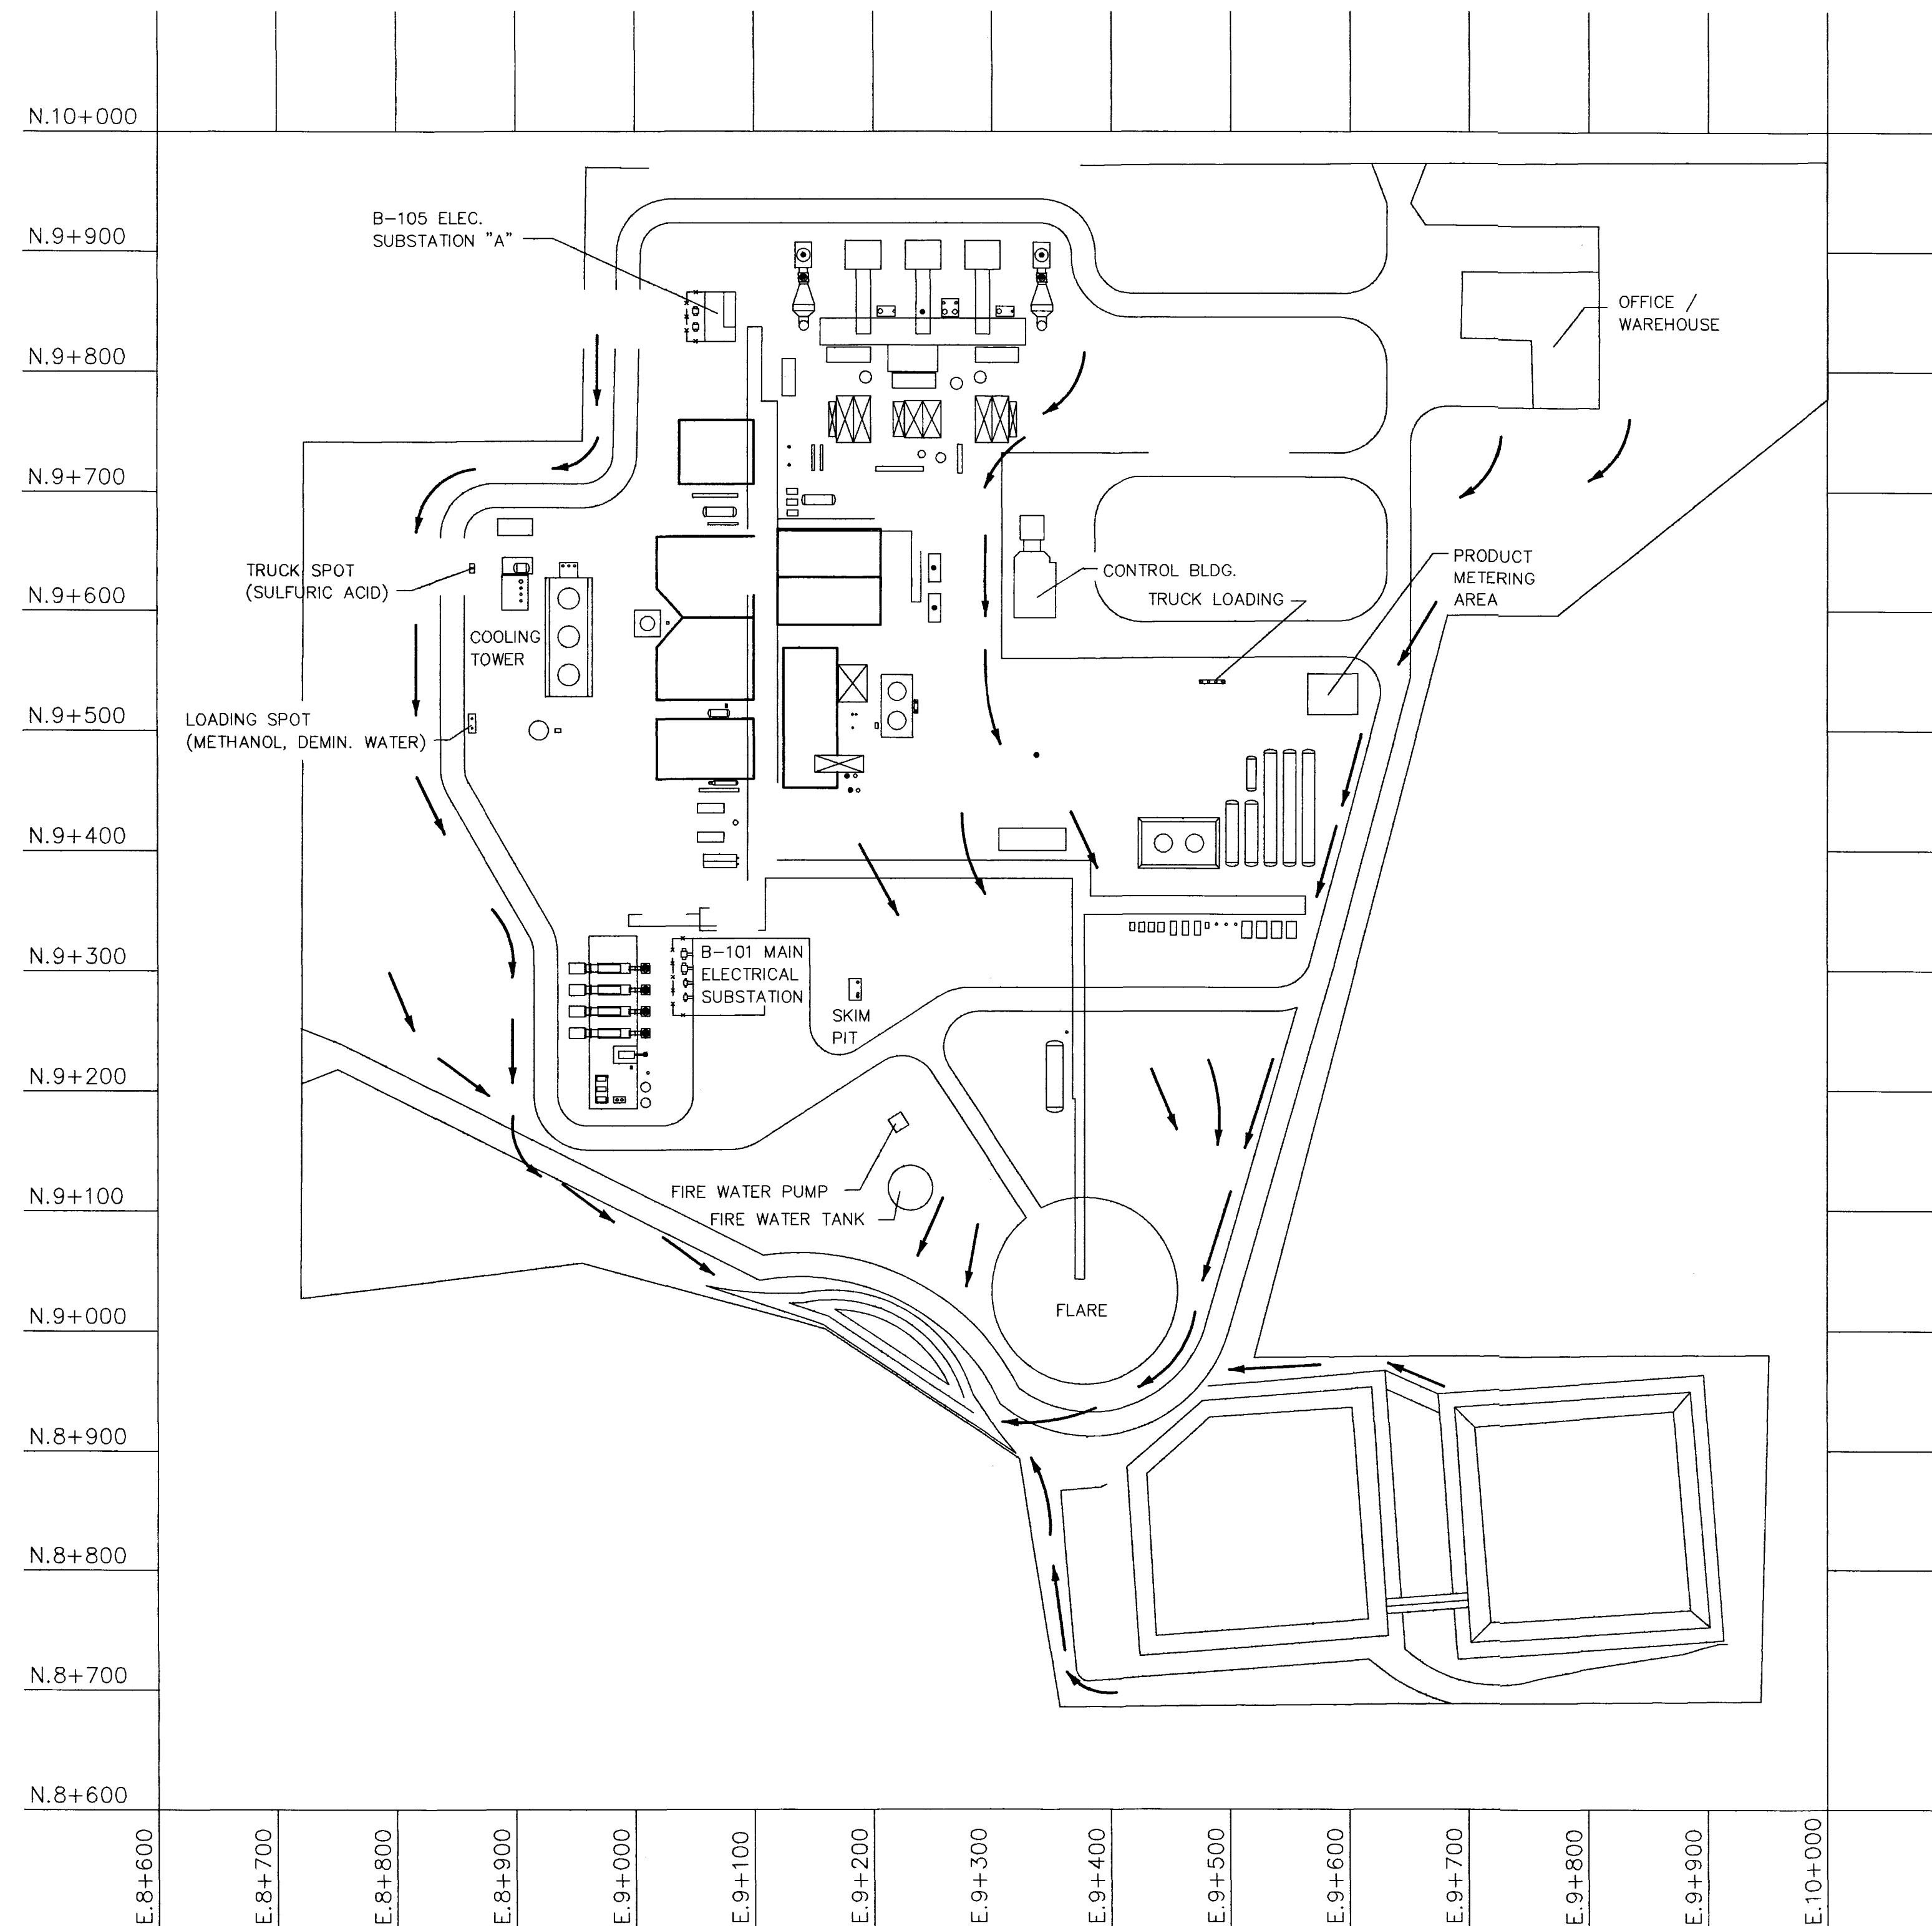 N.10+000
B-105 ELEC.
SUBSTATION "A"
N.9+900
OFFICE /
WAREHOUSE
N.9+800
N.9+700
TRUCK SPOT
(SULFURIC ACID)
CONTROL BLDG.
TRUCK LOADING
PRODUCT
METERING
AREA
N.9+600
COOLING
TOWER
N.9+500
LOADING SPOT
(METHANOL, DEMIN. WATER)
N.9+400
N.9+300
B-101 MAIN
ELECTRICAL
SUBSTATION
SKIM
PIT
N.9+200
N.9+100
FIRE WATER PUMP
FIRE WATER TANK
N.9+000
FLARE
N.8+900
N.8+800
N.8+700
N.8+600
E.8+600
E.8+700
E.8+800
E.8+900
E.9+000
E.9+100
E.9+200
E.9+300
E.9+400
E.9+500
E.9+600
E.9+700
E.9+800
E.9+900
E.10+000